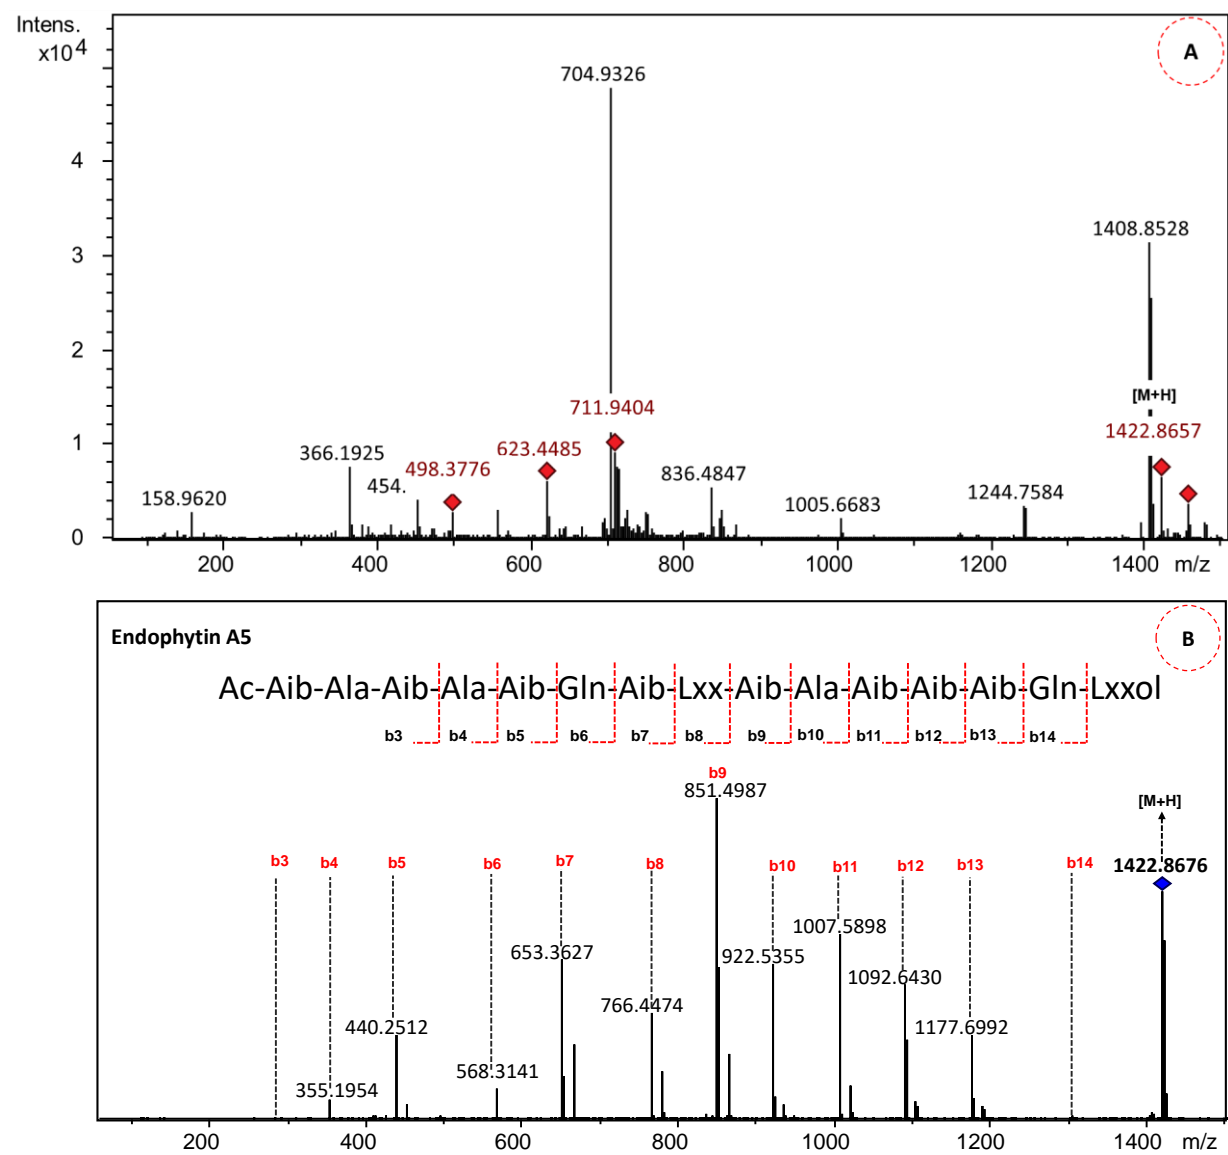 Intens.
x10⁴
A
704.9326
4
1408.8528
3
2
[M+H]
711.9404
1422.8657
1
366.1925
454.
498.3776
623.4485
836.4847
158.9620
1005.6683
1244.7584
0
200 400 600 800 1000 1200 1400 m/z
Endophytin A5
B
Ac-Aib-Ala-Aib-Ala-Aib-Gln-Aib-Lxx-Aib-Ala-Aib-Aib-Aib-Gln-Lxxol
b3 b4 b5 b6 b7 b8 b9 b10 b11 b12 b13 b14
b9
851.4987
[M+H]
b3 b4 b5 b6 b7 b8 b10 b11 b12 b13 b14 1422.8676
1007.5898
653.3627
922.5355
1092.6430
766.4474
440.2512
1177.6992
568.3141
355.1954
200 400 600 800 1000 1200 1400 m/z